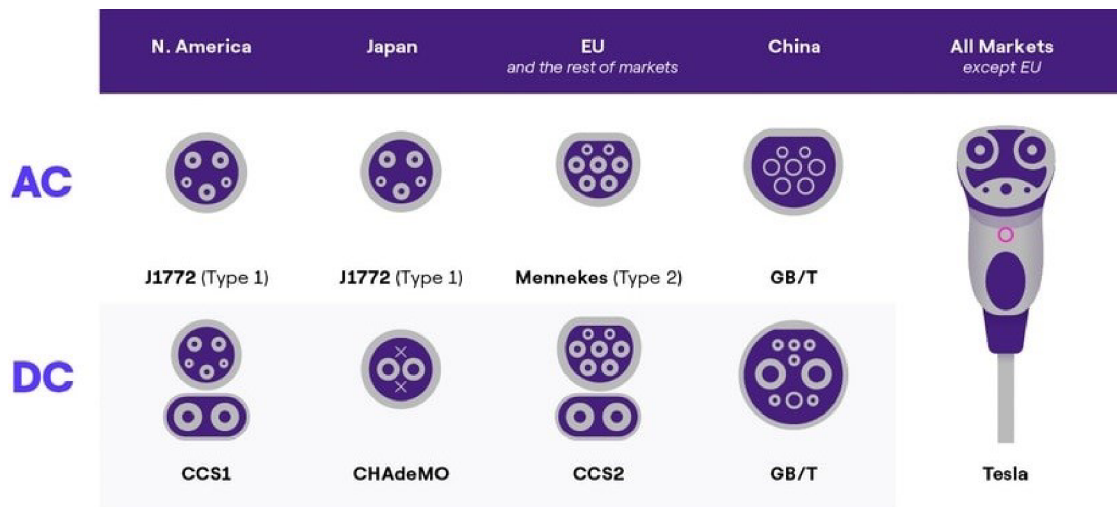 N. America
Japan
EU
and the rest of markets
China
All Markets
except EU
AC
J1772 (Type 1)
J1772 (Type 1)
Mennekes (Type 2)
GB/T
DC
CCS1
CHAdeMO
CCS2
GB/T
Tesla